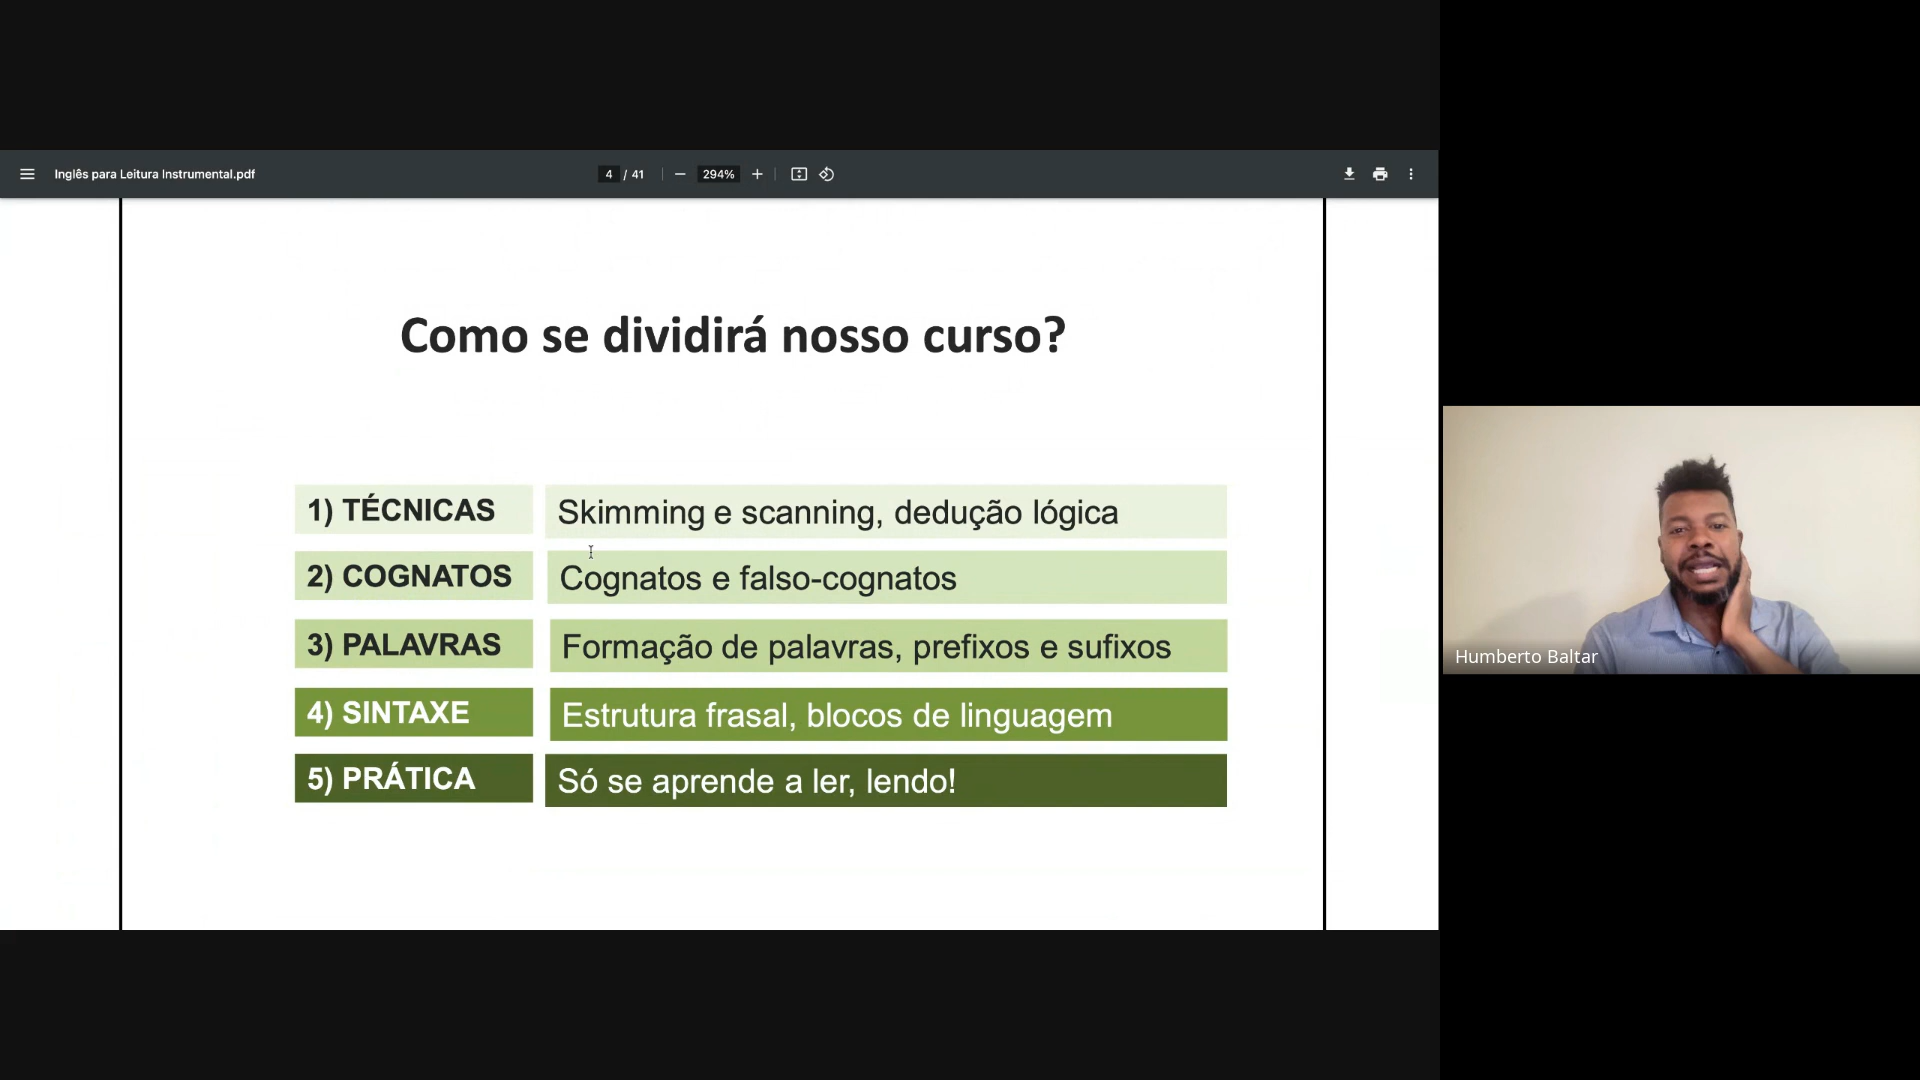 Inglês para Leitura Instrumental.pdf
4 / 41
294%
Como se dividirá nosso curso?
1) TÉCNICAS
Skimming e scanning, dedução lógica
2) COGNATOS
Cognatos e falso-cognatos
3) PALAVRAS
Formação de palavras, prefixos e sufixos
4) SINTAXE
Estrutura frasal, blocos de linguagem
5) PRÁTICA
Só se aprende a ler, lendo!
Humberto Baltar